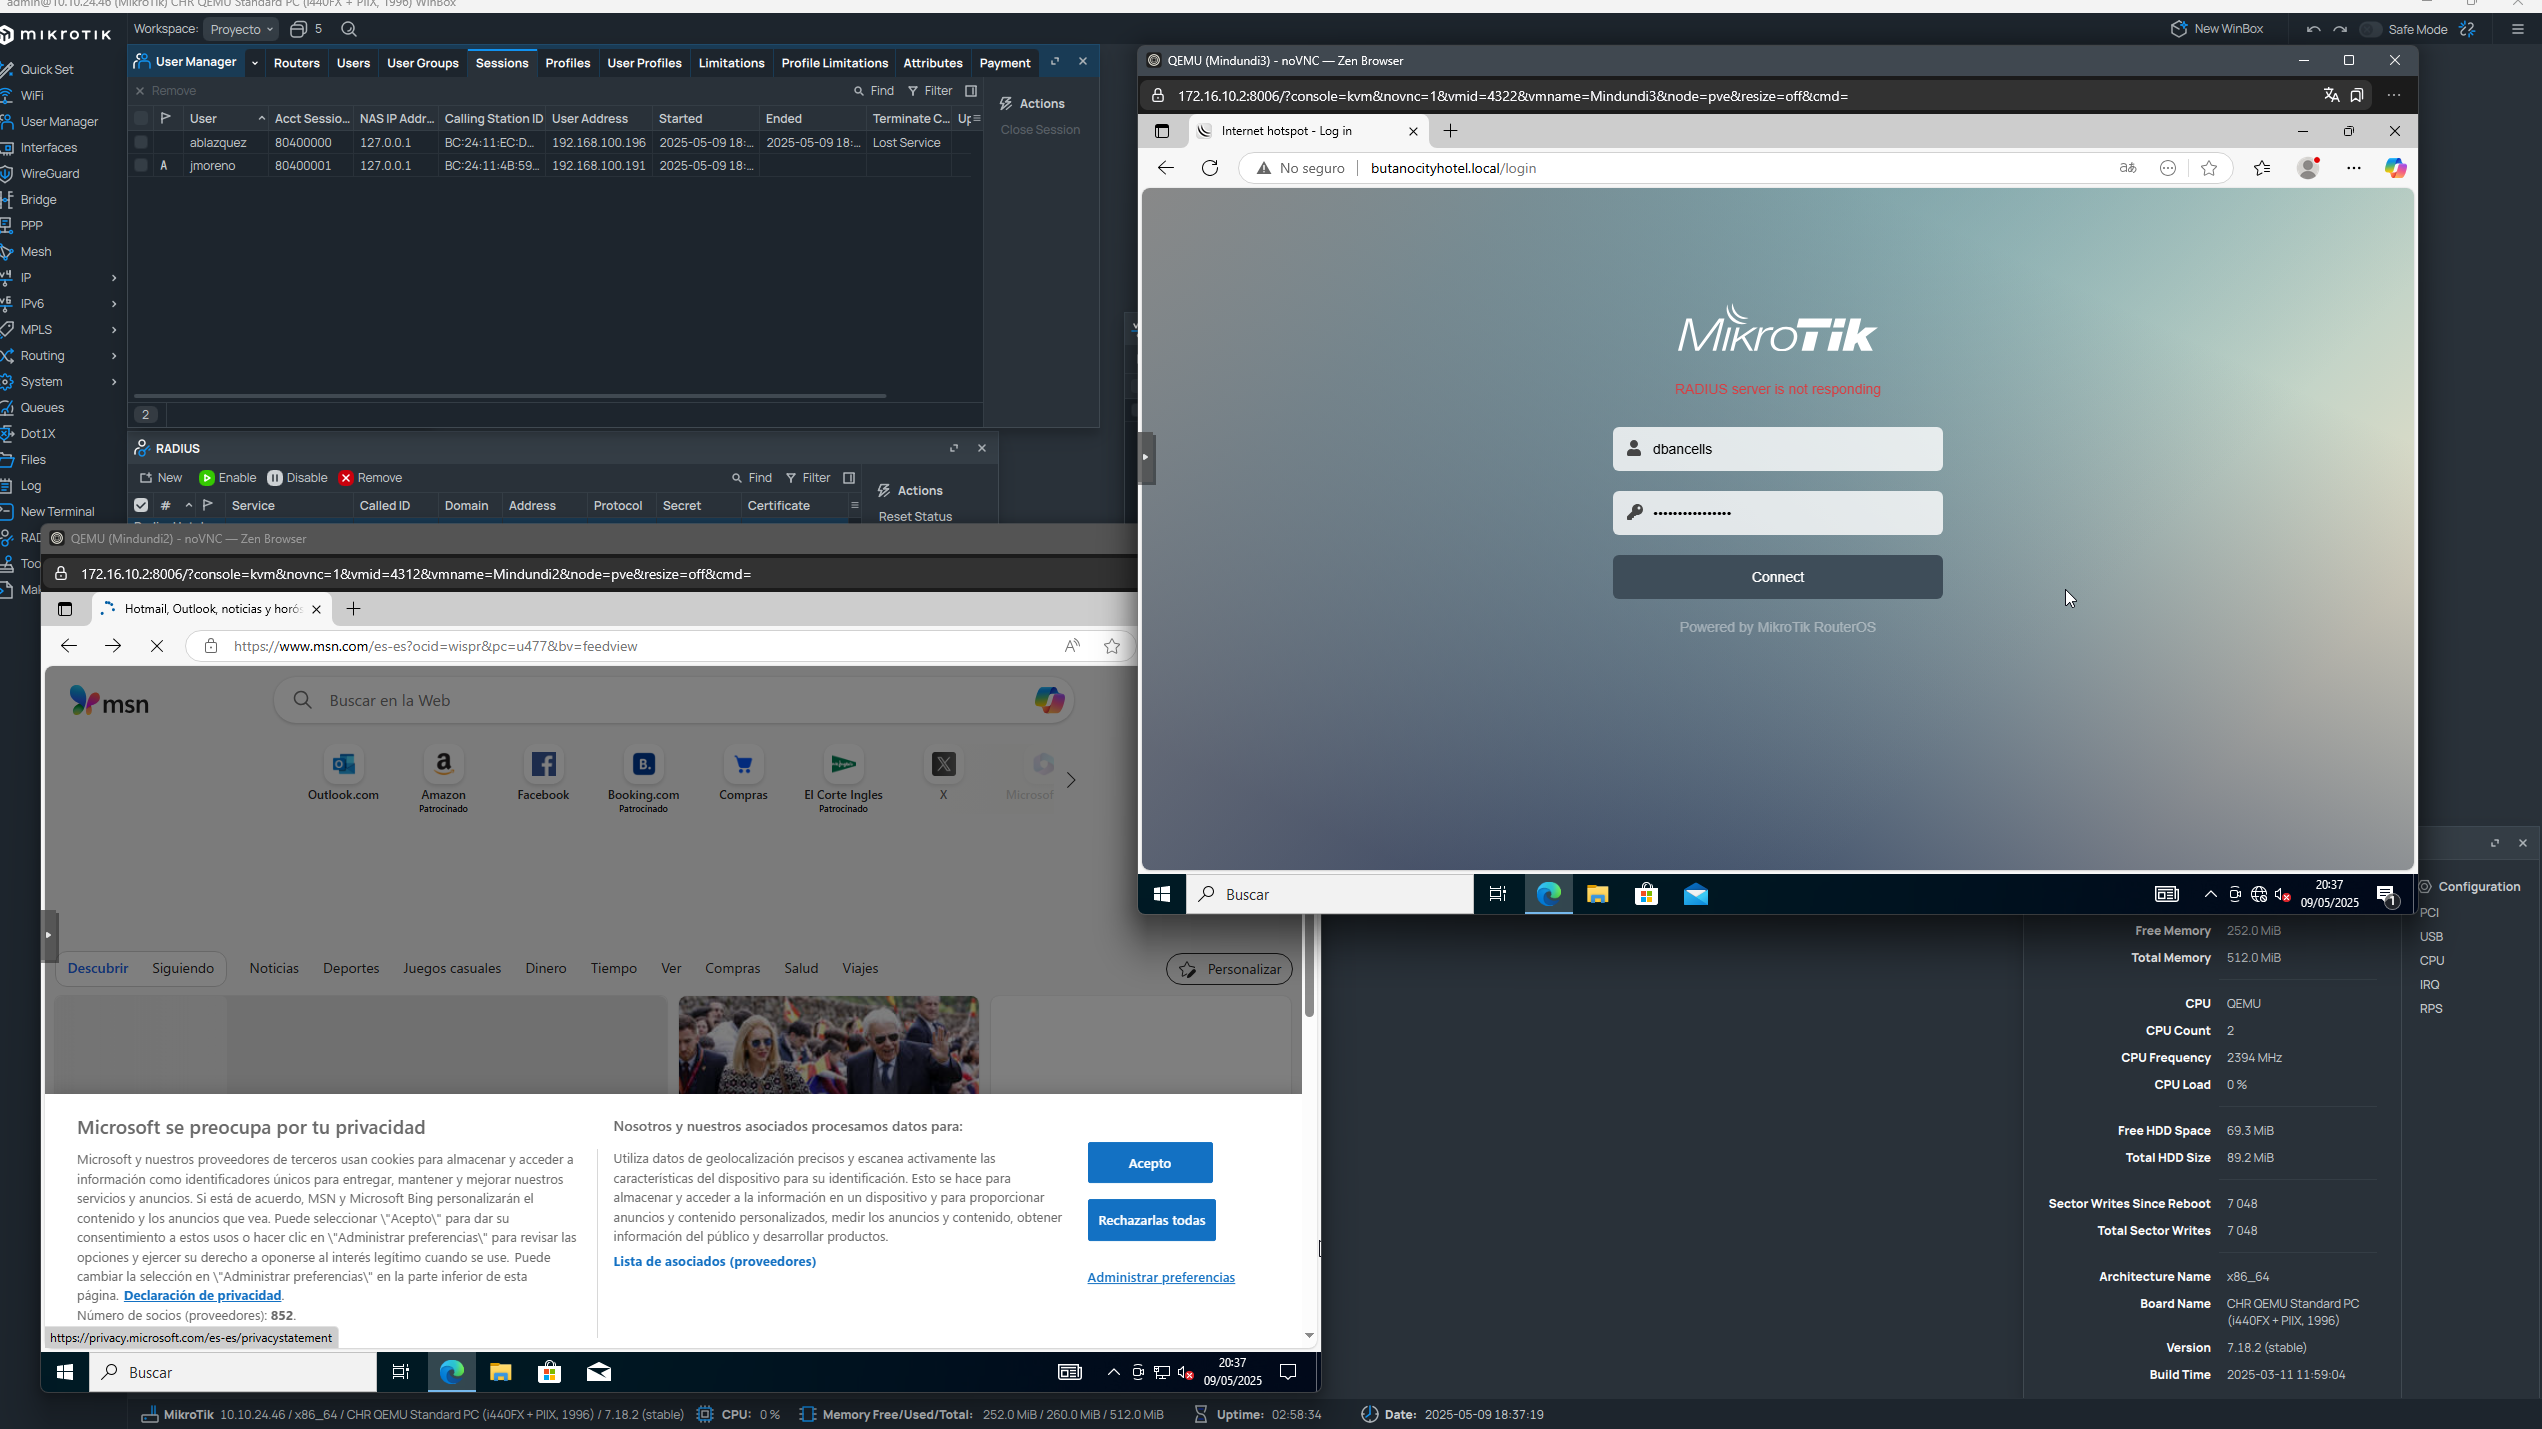 admin@10.10.24.46 (MikroTik) CHR QEMU Standard PC (i440FX + PIIX, 1996) WinBox
MIKROTIK
Workspace: Proyecto 5
New WinBox
Safe Mode
Quick Set
WiFi
User Manager
Interfaces
WireGuard
Bridge
PPP
Mesh
IP
IPv6
MPLS
Routing
System
Queues
Dot1X
Files
Log
New Terminal
User Manager Routers Users User Groups Sessions Profiles User Profiles Limitations Profile Limitations Attributes Payment
Remove Find Filter
Actions
Close Session
User Acct Sessio... NAS IP Addr... Calling Station ID User Address Started Ended Terminate C...
ablazquez 80400000 127.0.0.1 BC:24:11:EC:D... 192.168.100.196 2025-05-09 18:... 2025-05-09 18:... Lost Service
A jmoreno 80400001 127.0.0.1 BC:24:11:4B:59... 192.168.100.191 2025-05-09 18:...
2
RADIUS
New Enable Disable Remove Find Filter
Actions
Reset Status
# Service Called ID Domain Address Protocol Secret Certificate
QEMU (Mindundi3) - noVNC — Zen Browser
172.16.10.2:8006/?console=kvm&novnc=1&vmid=4322&vmname=Mindundi3&node=pve&resize=off&cmd=
Internet hotspot - Log in
No seguro butanocityhotel.local/login
MikroTik
RADIUS server is not responding
dbancells
••••••••••••••••
Connect
Powered by MikroTik RouterOS
Buscar
20:37
09/05/2025
1
QEMU (Mindundi2) - noVNC — Zen Browser
172.16.10.2:8006/?console=kvm&novnc=1&vmid=4312&vmname=Mindundi2&node=pve&resize=off&cmd=
Hotmail, Outlook, noticias y horós
https://www.msn.com/es-es?ocid=wispr&pc=u477&bv=feedview
msn
Buscar en la Web
Outlook.com Amazon Facebook Booking.com Compras El Corte Ingles X Microsof
Patrocinado Patrocinado Patrocinado
Descubrir Siguiendo Noticias Deportes Juegos casuales Dinero Tiempo Ver Compras Salud Viajes Personalizar
Microsoft se preocupa por tu privacidad
Microsoft y nuestros proveedores de terceros usan cookies para almacenar y acceder a
información como identificadores únicos para entregar, mantener y mejorar nuestros
servicios y anuncios. Si está de acuerdo, MSN y Microsoft Bing personalizarán el
contenido y los anuncios que vea. Puede seleccionar \"Acepto\" para dar su
consentimiento a estos usos o hacer clic en \"Administrar preferencias\" para revisar las
opciones y ejercer su derecho a oponerse al interés legítimo cuando se use. Puede
cambiar la selección en \"Administrar preferencias\" en la parte inferior de esta
página. Declaración de privacidad.
Número de socios (proveedores): 852.
https://privacy.microsoft.com/es-es/privacystatement
Nosotros y nuestros asociados procesamos datos para:
Utiliza datos de geolocalización precisos y escanea activamente las
características del dispositivo para su identificación. Esto se hace para
almacenar y acceder a la información en un dispositivo y para proporcionar
anuncios y contenido personalizados, medir los anuncios y contenido, obtener
información del público y desarrollar productos.
Lista de asociados (proveedores)
Acepto
Rechazarlas todas
Administrar preferencias
Buscar
20:37
09/05/2025
Configuration
PCI
USB
CPU
IRQ
RPS
Free Memory 252.0 MiB
Total Memory 512.0 MiB
CPU QEMU
CPU Count 2
CPU Frequency 2394 MHz
CPU Load 0 %
Free HDD Space 69.3 MiB
Total HDD Size 89.2 MiB
Sector Writes Since Reboot 7 048
Total Sector Writes 7 048
Architecture Name x86_64
Board Name CHR QEMU Standard PC
(i440FX + PIIX, 1996)
Version 7.18.2 (stable)
Build Time 2025-03-11 11:59:04
MikroTik 10.10.24.46 / x86_64 / CHR QEMU Standard PC (i440FX + PIIX, 1996) / 7.18.2 (stable) CPU: 0 % Memory Free/Used/Total: 252.0 MiB / 260.0 MiB / 512.0 MiB Uptime: 02:58:34 Date: 2025-05-09 18:37:19